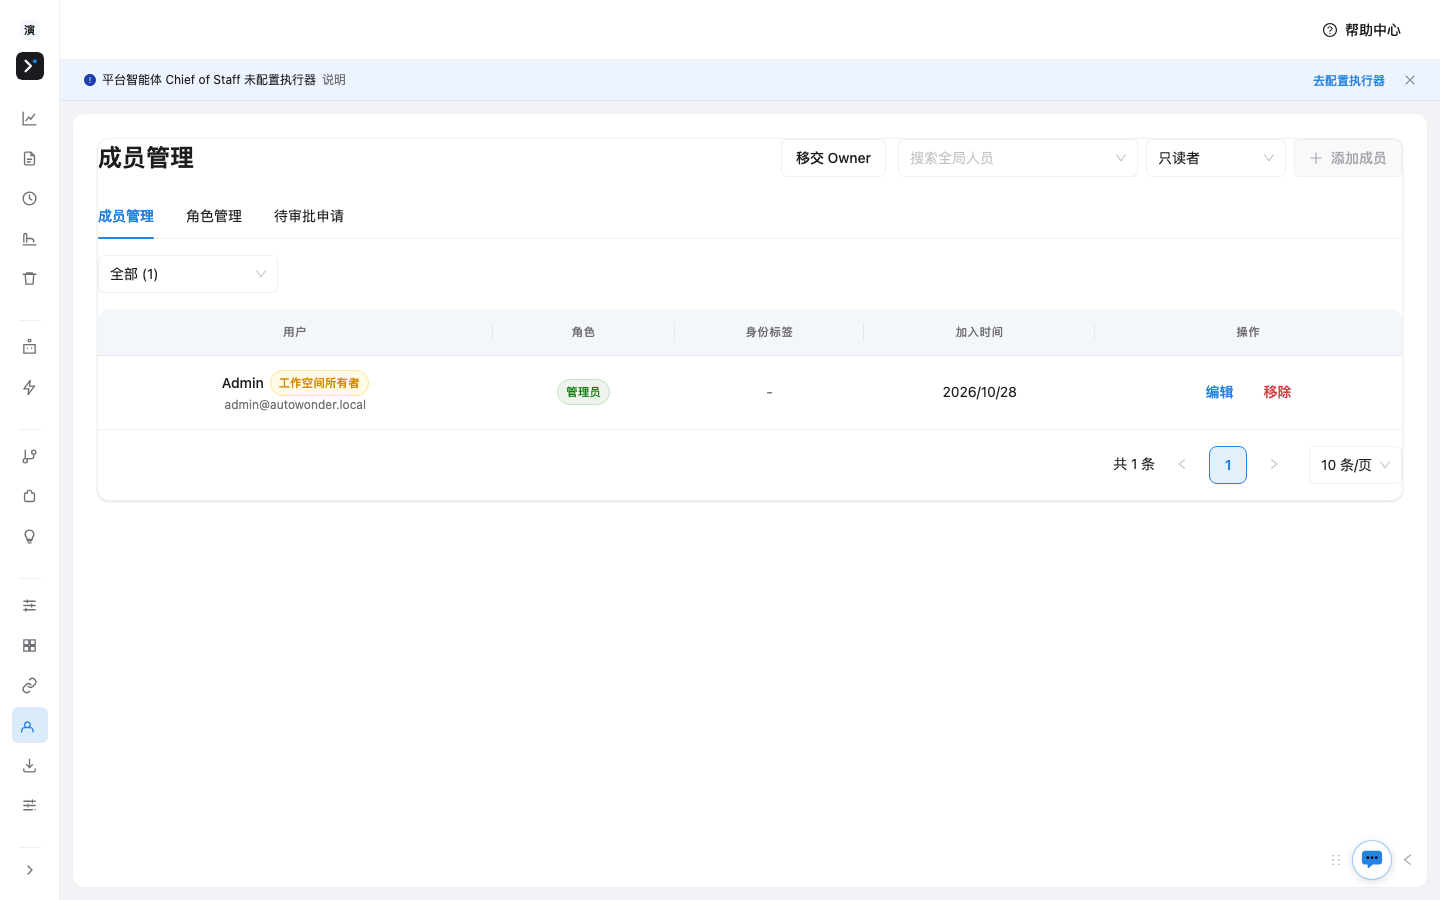 演
帮助中心
平台智能体 Chief of Staff 未配置执行器 说明
去配置执行器
成员管理
移交 Owner
搜索全局人员
只读者
添加成员
成员管理 角色管理 待审批申请
全部 (1)
用户 角色 身份标签 加入时间 操作
Admin 工作空间所有者
admin@autowonder.local
管理员 - 2026/10/28 编辑 移除
共 1 条 1 10 条/页